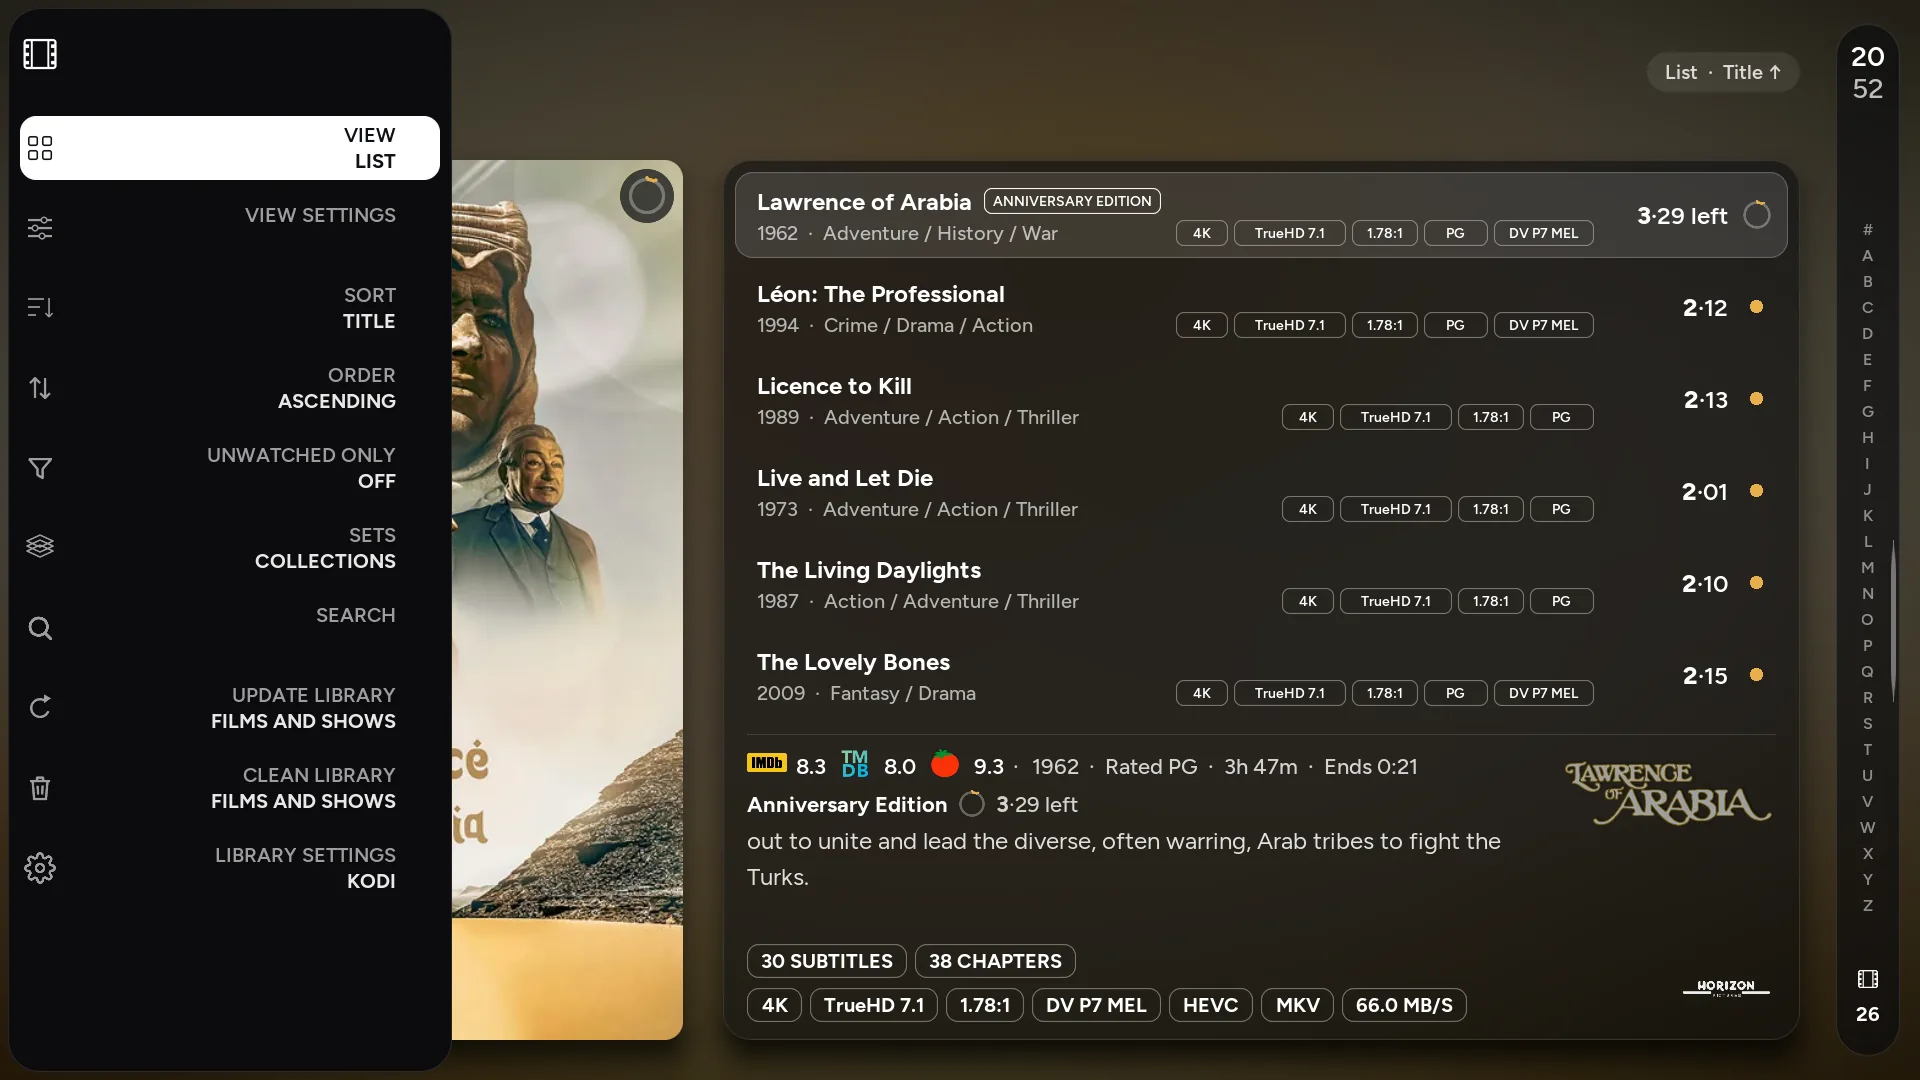 VIEW
LIST
VIEW SETTINGS
SORT
TITLE
ORDER
ASCENDING
UNWATCHED ONLY
OFF
SETS
COLLECTIONS
SEARCH
UPDATE LIBRARY
FILMS AND SHOWS
CLEAN LIBRARY
FILMS AND SHOWS
LIBRARY SETTINGS
KODI
cé
ia
List · Title ↑
Lawrence of Arabia ANNIVERSARY EDITION
1962 · Adventure / History / War 4K TrueHD 7.1 1.78:1 PG DV P7 MEL
3·29 left
Léon: The Professional
1994 · Crime / Drama / Action 4K TrueHD 7.1 1.78:1 PG DV P7 MEL
2·12
Licence to Kill
1989 · Adventure / Action / Thriller 4K TrueHD 7.1 1.78:1 PG
2·13
Live and Let Die
1973 · Adventure / Action / Thriller 4K TrueHD 7.1 1.78:1 PG
2·01
The Living Daylights
1987 · Action / Adventure / Thriller 4K TrueHD 7.1 1.78:1 PG
2·10
The Lovely Bones
2009 · Fantasy / Drama 4K TrueHD 7.1 1.78:1 PG DV P7 MEL
2·15
IMDb 8.3 TMDB 8.0 9.3 · 1962 · Rated PG · 3h 47m · Ends 0:21
Anniversary Edition 3·29 left
out to unite and lead the diverse, often warring, Arab tribes to fight the
Turks.
LAWRENCE
OF ARABIA
30 SUBTITLES 38 CHAPTERS
4K TrueHD 7.1 1.78:1 DV P7 MEL HEVC MKV 66.0 MB/S
HORIZON
20
52
#
A
B
C
D
E
F
G
H
I
J
K
L
M
N
O
P
Q
R
S
T
U
V
W
X
Y
Z
26